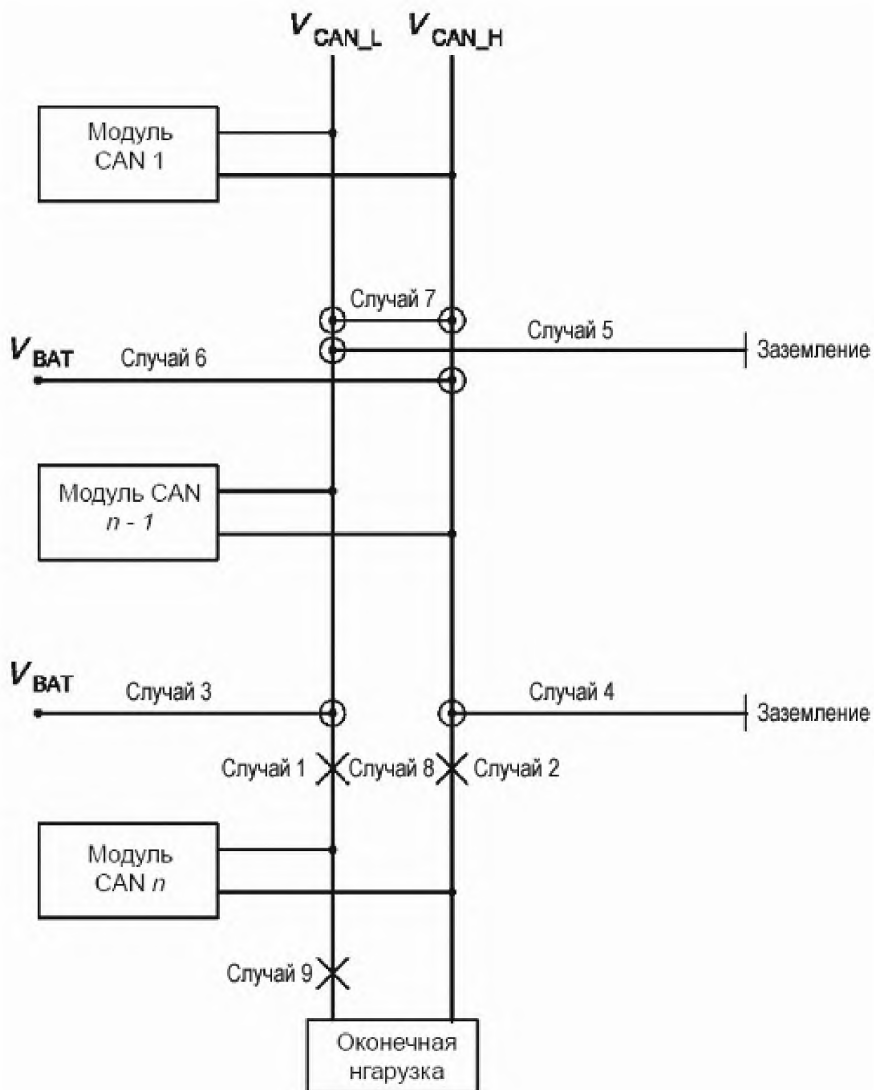 V CAN_L V CAN_H
Модуль
CAN 1
Случай 7
Случай 5
Заземление
V BAT
Случай 6
Модуль CAN
n - 1
V BAT
Случай 3
Случай 4
Заземление
Случай 1 Случай 8 Случай 2
Модуль
CAN n
Случай 9
Оконечная
нгарузка